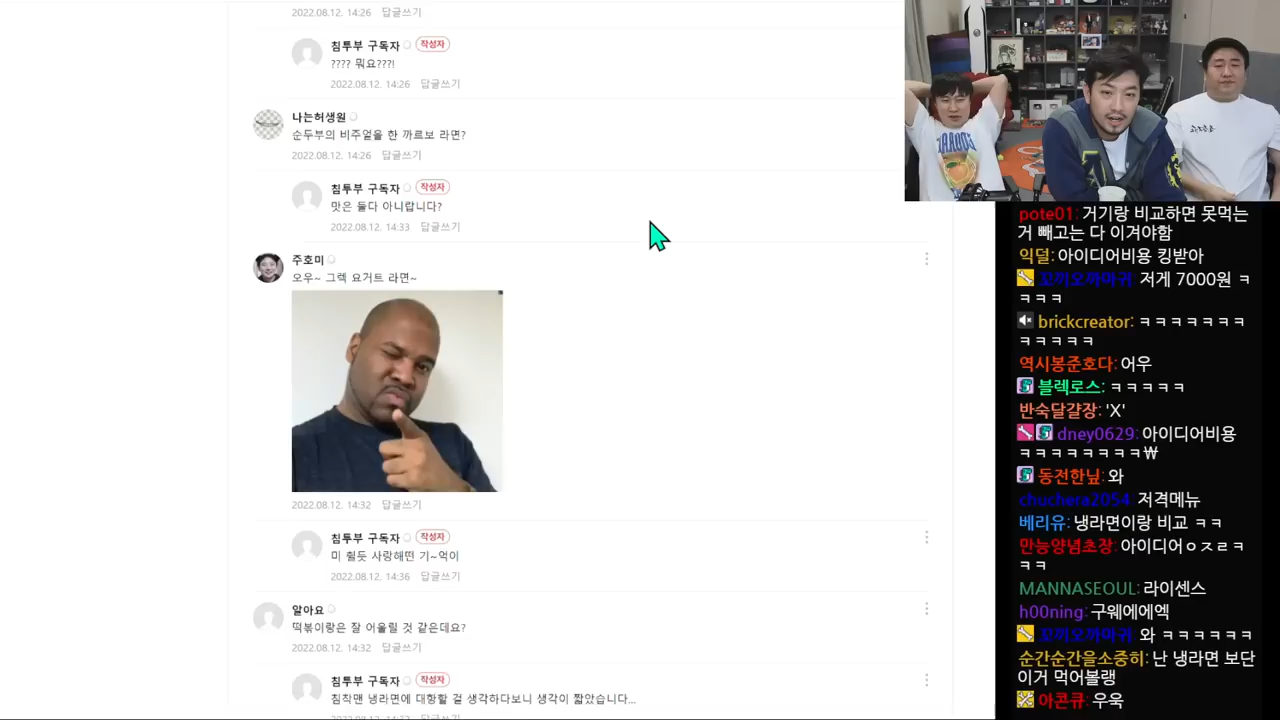 2022.08.12. 14:26 답글쓰기
침투부 구독자 작성자
???? 뭐요???!
2022.08.12. 14:26 답글쓰기
나는허생원
순두부의 비주얼을 한 까르보 라면?
2022.08.12. 14:26 답글쓰기
침투부 구독자 작성자
맛은 둘다 아니랍니다?
2022.08.12. 14:33 답글쓰기
주호미
오우~ 그렉 요거트 라면~
2022.08.12. 14:32 답글쓰기
침투부 구독자 작성자
미 췰듯 사랑해떤 기~억이
2022.08.12. 14:36 답글쓰기
알아요
떡볶이랑은 잘 어울릴 것 같은데요?
2022.08.12. 14:32 답글쓰기
침투부 구독자 작성자
침착맨 냉라면에 대항할 걸 생각하다보니 생각이 짧았습니다...
pote01: 거기랑 비교하면 못먹는
거 빼고는 다 이겨야함
익덜: 아이디어비용 킹받아
꼬끼오까마귀: 저게 7000원 ㅋ
ㅋㅋㅋㅋ
brickcreator: ㅋㅋㅋㅋㅋㅋㅋ
ㅋㅋㅋㅋㅋ
역시봉준호다: 어우
블렉로스: ㅋㅋㅋㅋㅋ
반숙달걀장: 'X'
dney0629: 아이디어비용
ㅋㅋㅋㅋㅋㅋㅋㅋ₩
동전한닢: 와
chuchera2054: 저격메뉴
베리유: 냉라면이랑 비교 ㅋㅋ
만능양념초장: 아이디어ㅇㅈㄹㅋ
ㅋㅋ
MANNASEOUL: 라이센스
h00ning: 구웨에에엑
꼬끼오까마귀: 와 ㅋㅋㅋㅋㅋㅋ
순간순간을소중히: 난 냉라면 보단
이거 먹어볼랭
아콘큐: 우욱